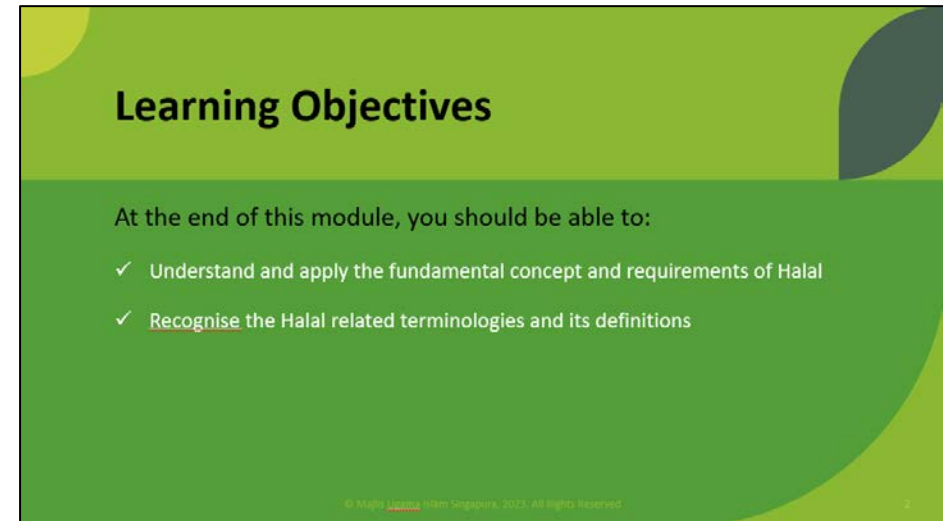 Learning Objectives
At the end of this module, you should be able to:
✓ Understand and apply the fundamental concept and requirements of Halal
✓ Recognise the Halal related terminologies and its definitions
© Majlis Ugama Islam Singapura, 2023. All Rights Reserved
2